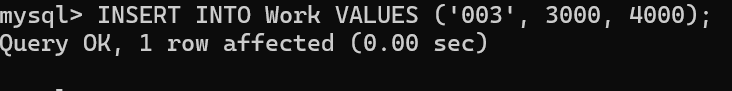 mysql> INSERT INTO Work VALUES ('003', 3000, 4000);
Query OK, 1 row affected (0.00 sec)